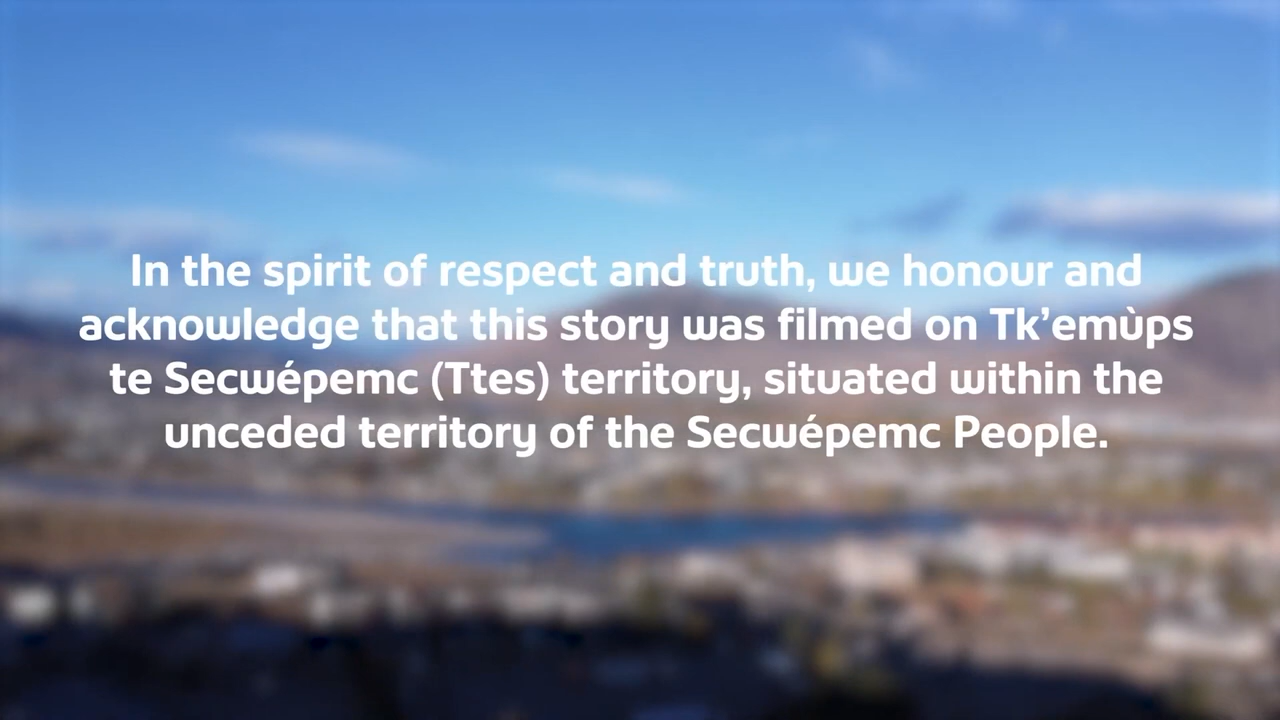 In the spirit of respect and truth, we honour and
acknowledge that this story was filmed on Tk’emùps
te Secwépemc (Ttes) territory, situated within the
unceded territory of the Secwépemc People.